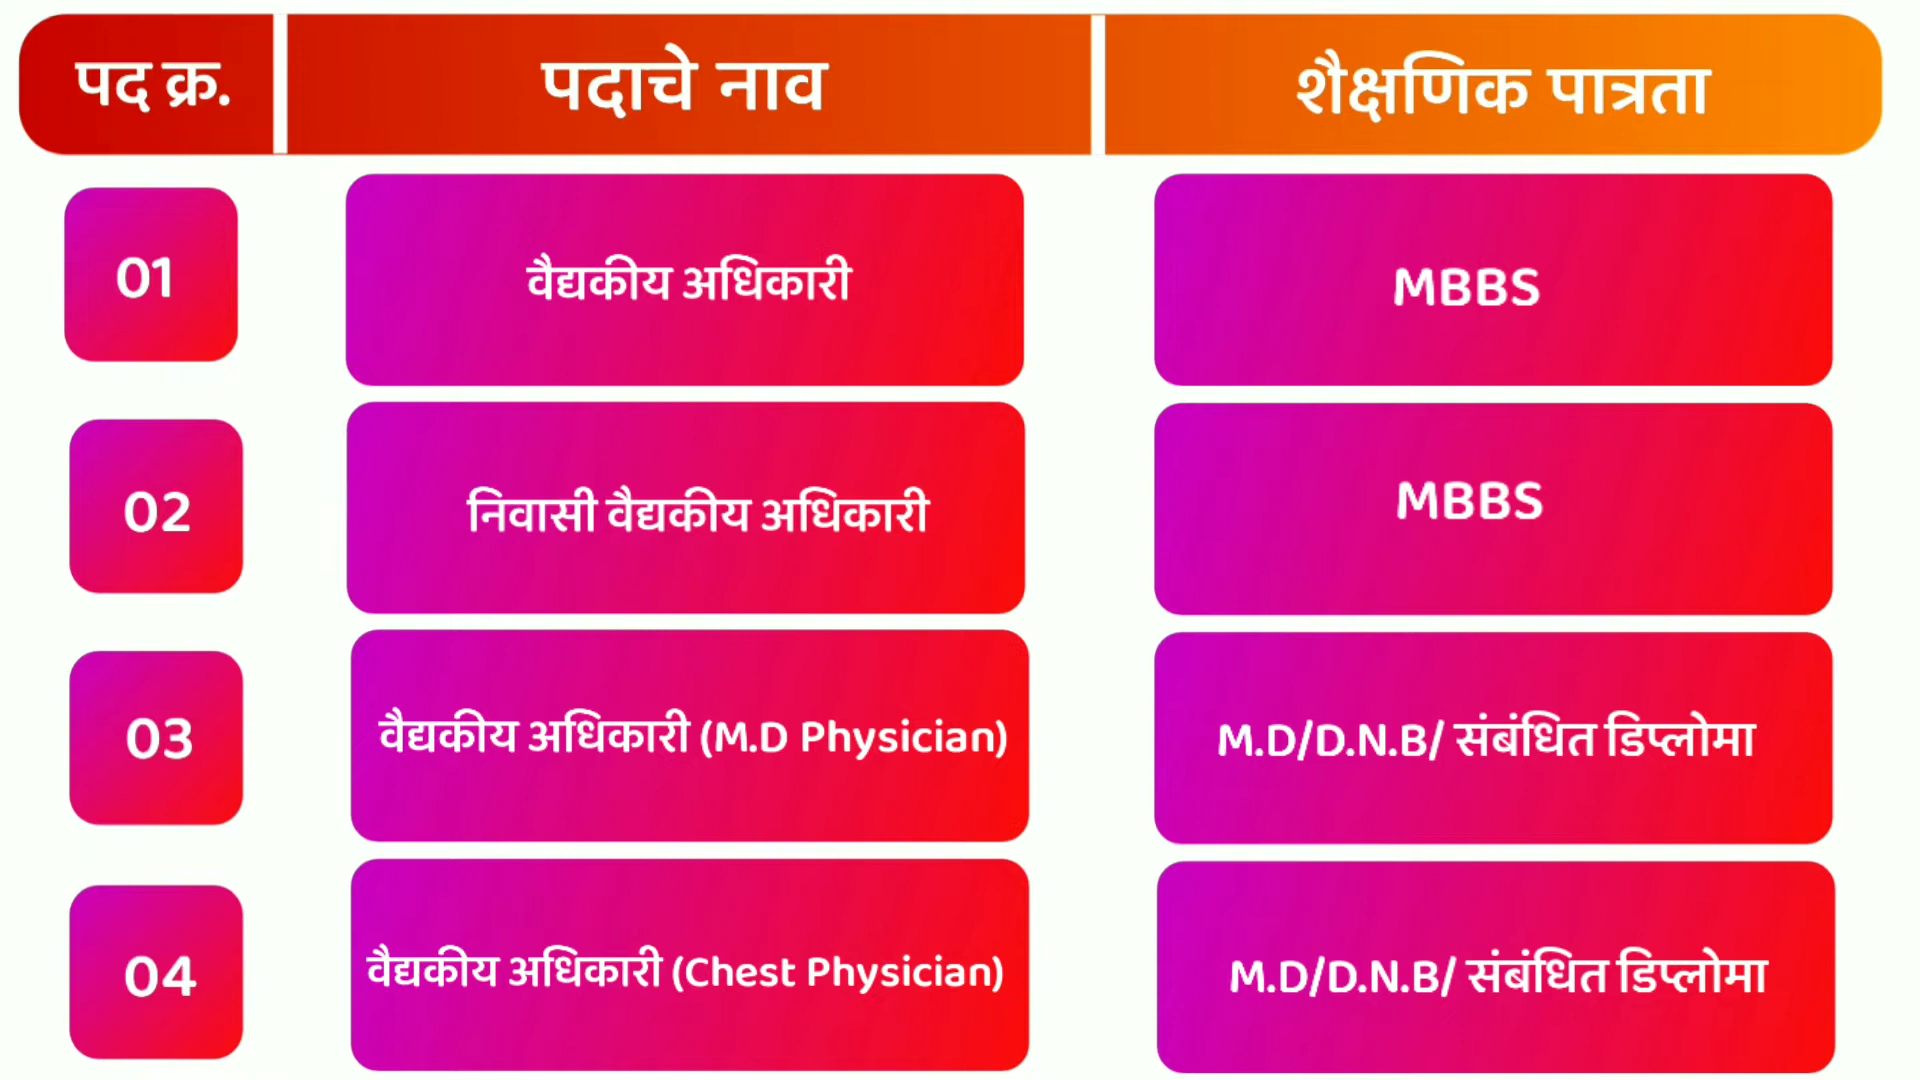 पद क्र. पदाचे नाव शैक्षणिक पात्रता
01 वैद्यकीय अधिकारी MBBS
02 निवासी वैद्यकीय अधिकारी MBBS
03 वैद्यकीय अधिकारी (M.D Physician) M.D/D.N.B/ संबंधित डिप्लोमा
04 वैद्यकीय अधिकारी (Chest Physician) M.D/D.N.B/ संबंधित डिप्लोमा